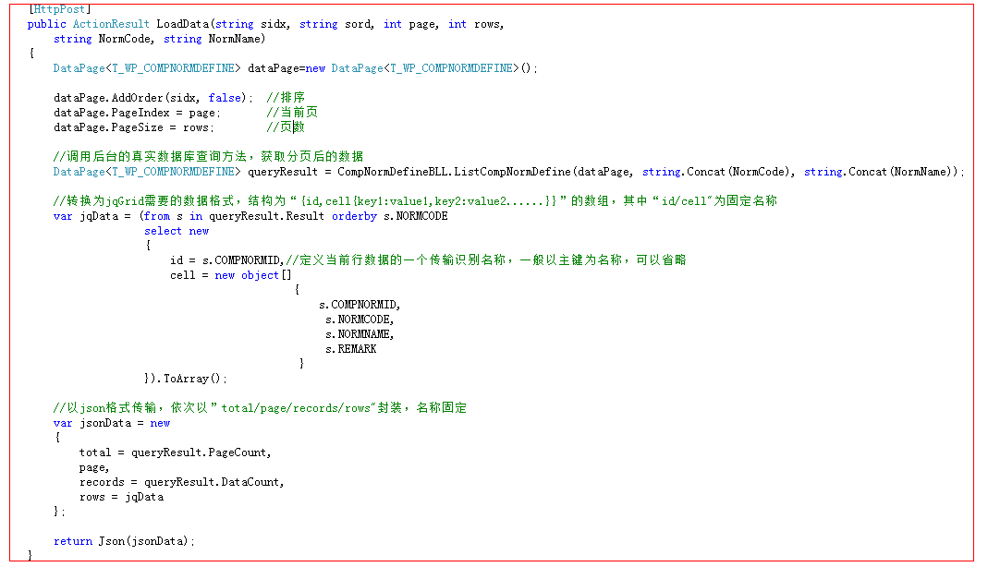 [HttpPost]
public ActionResult LoadData(string sidx, string sord, int page, int rows,
string NormCode, string NormName)
{
DataPage<T_WP_COMPNORMDEFINE> dataPage=new DataPage<T_WP_COMPNORMDEFINE>();
dataPage.AddOrder(sidx, false); //排序
dataPage.PageIndex = page; //当前页
dataPage.PageSize = rows; //页数
//调用后台的真实数据库查询方法，获取分页后的数据
DataPage<T_WP_COMPNORMDEFINE> queryResult = CompNormDefineBLL.ListCompNormDefine(dataPage, string.Concat(NormCode), string.Concat(NormName));
//转换为jqGrid需要的数据格式，结构为“{id,cell{key1:value1,key2:value2......}}”的数组，其中“id/cell"为固定名称
var jqData = (from s in queryResult.Result orderby s.NORMCODE
select new
{
id = s.COMPNORMID,//定义当前行数据的一个传输识别名称，一般以主键为名称，可以省略
cell = new object[]
{
s.COMPNORMID,
s.NORMCODE,
s.NORMNAME,
s.REMARK
}
}).ToArray();
//以json格式传输，依次以”total/page/records/rows"封装，名称固定
var jsonData = new
{
total = queryResult.PageCount,
page,
records = queryResult.DataCount,
rows = jqData
};
return Json(jsonData);
}